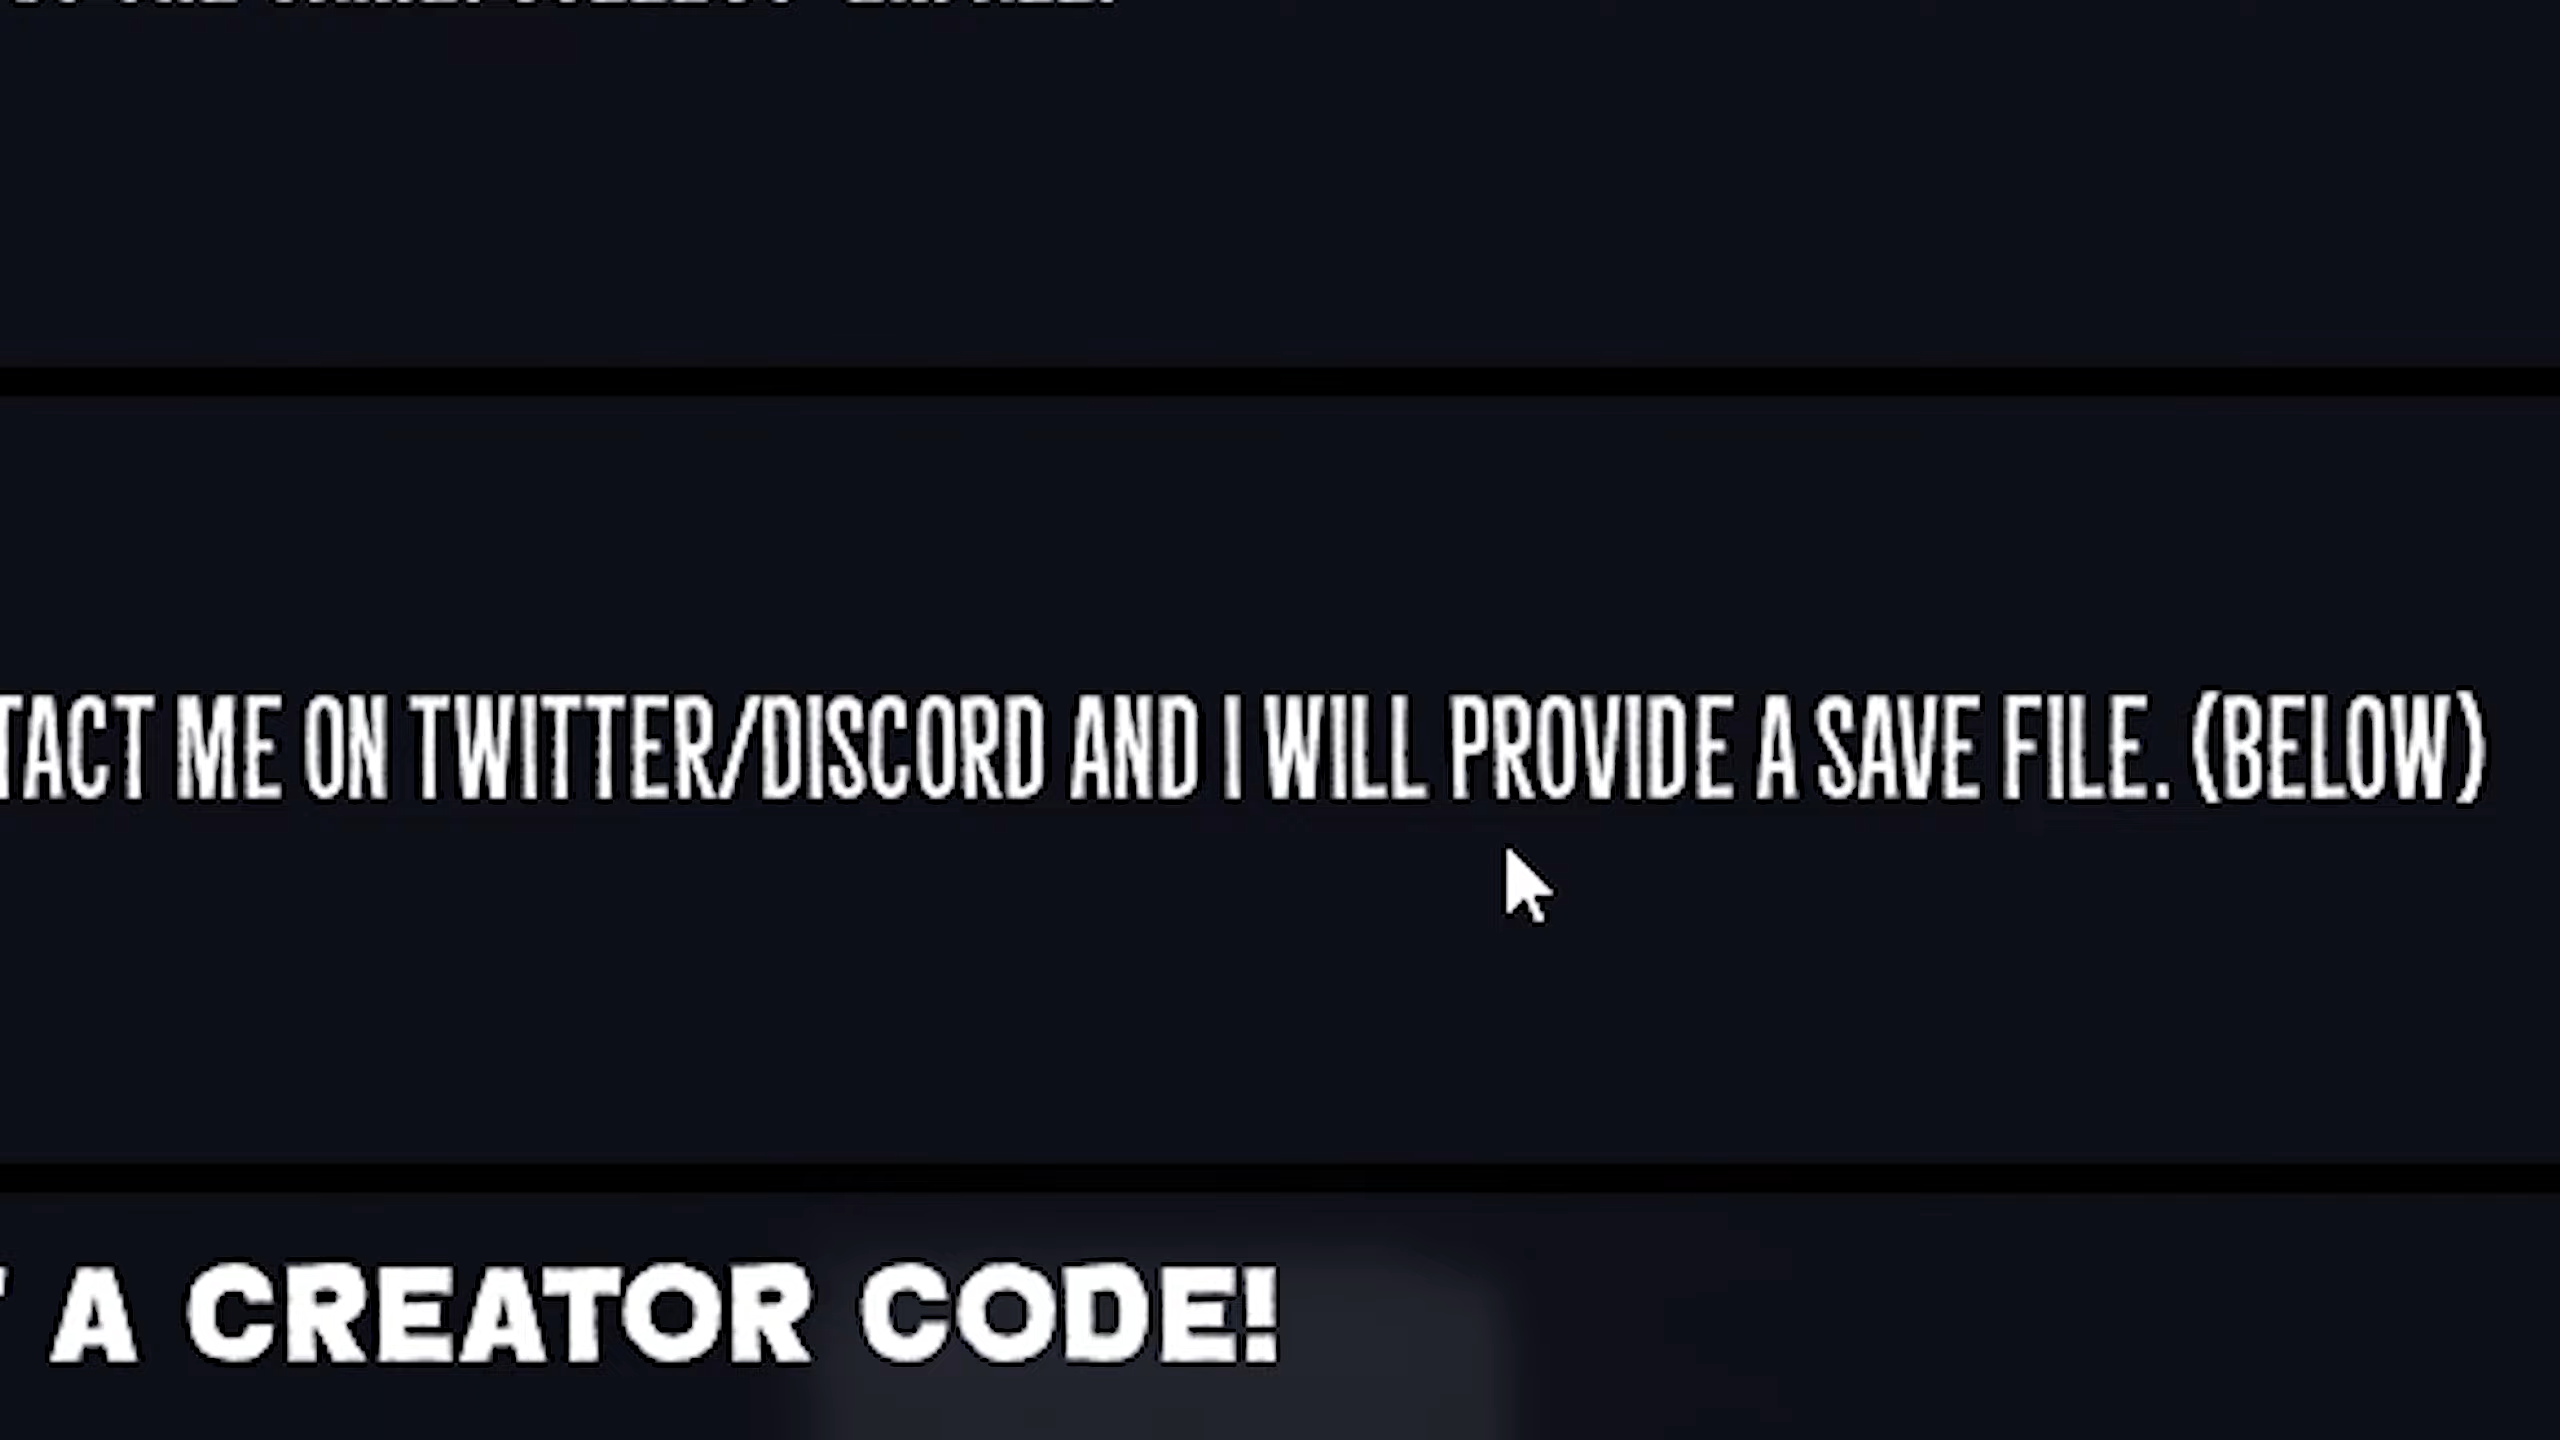 TACT ME ON TWITTER/DISCORD AND I WILL PROVIDE A SAVE FILE. (BELOW)
A CREATOR CODE!